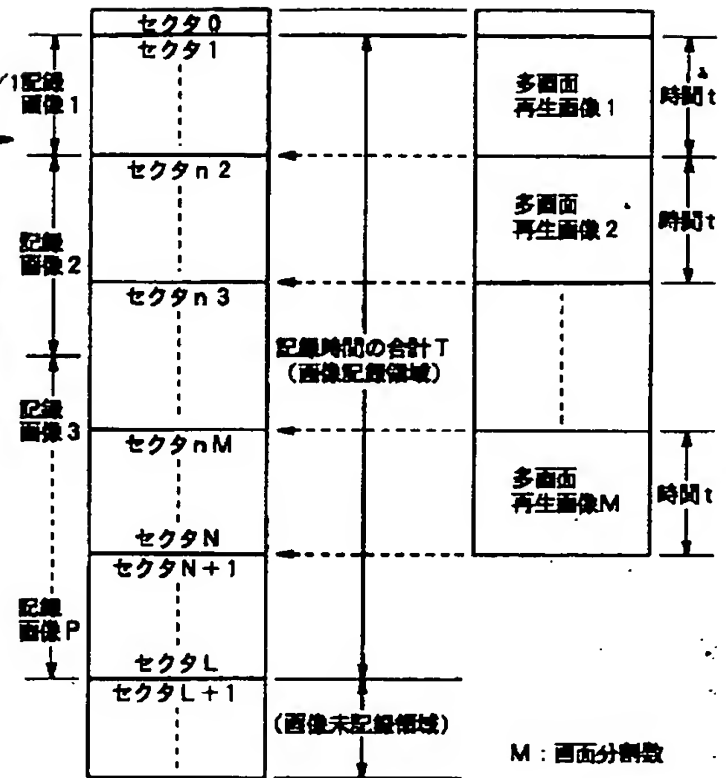 セクタ0
セクタ1
/1記録
画像1
セクタn2
記録
画像2
セクタn3
記録
画像3
セクタnM
セクタN
セクタN+1
記録
画像P
セクタL
セクタL+1
記録時間の合計T
(画像記録領域)
(画像未記録領域)
多画面
再生画像1
時間t
多画面
再生画像2
時間t
多画面
再生画像M
時間t
M:画面分割数